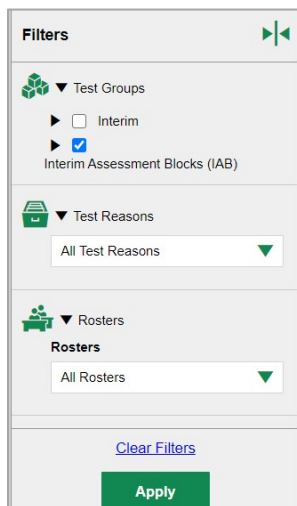 Filters
Test Groups
Interim
Interim Assessment Blocks (IAB)
Test Reasons
All Test Reasons
Rosters
Rosters
All Rosters
Clear Filters
Apply